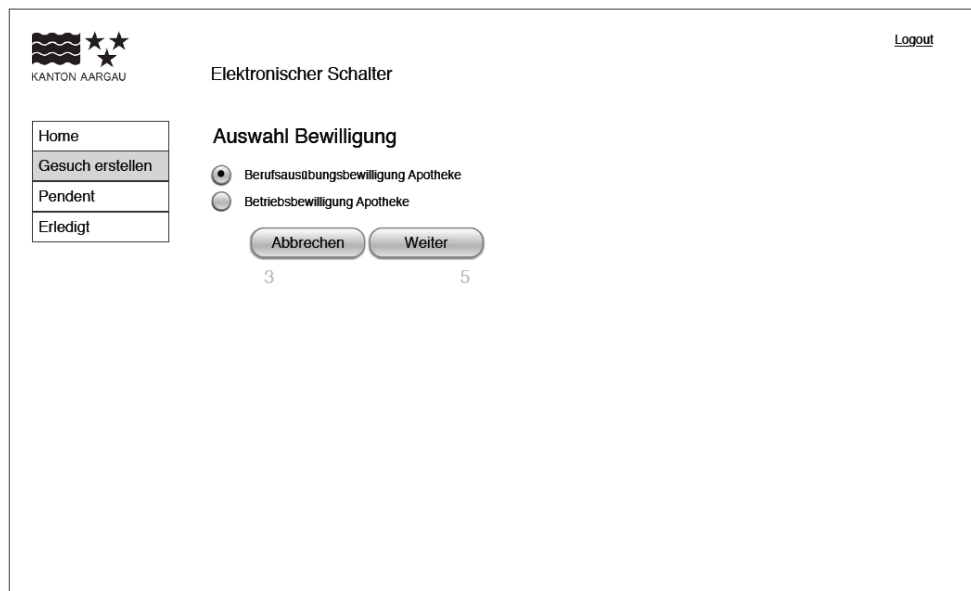 Logout
KANTON AARGAU
Elektronischer Schalter
Home
Gesuch erstellen
Pendent
Erledigt
Auswahl Bewilligung
Berufsausübungsbewilligung Apotheke
Betriebsbewilligung Apotheke
Abbrechen Weiter
3 5